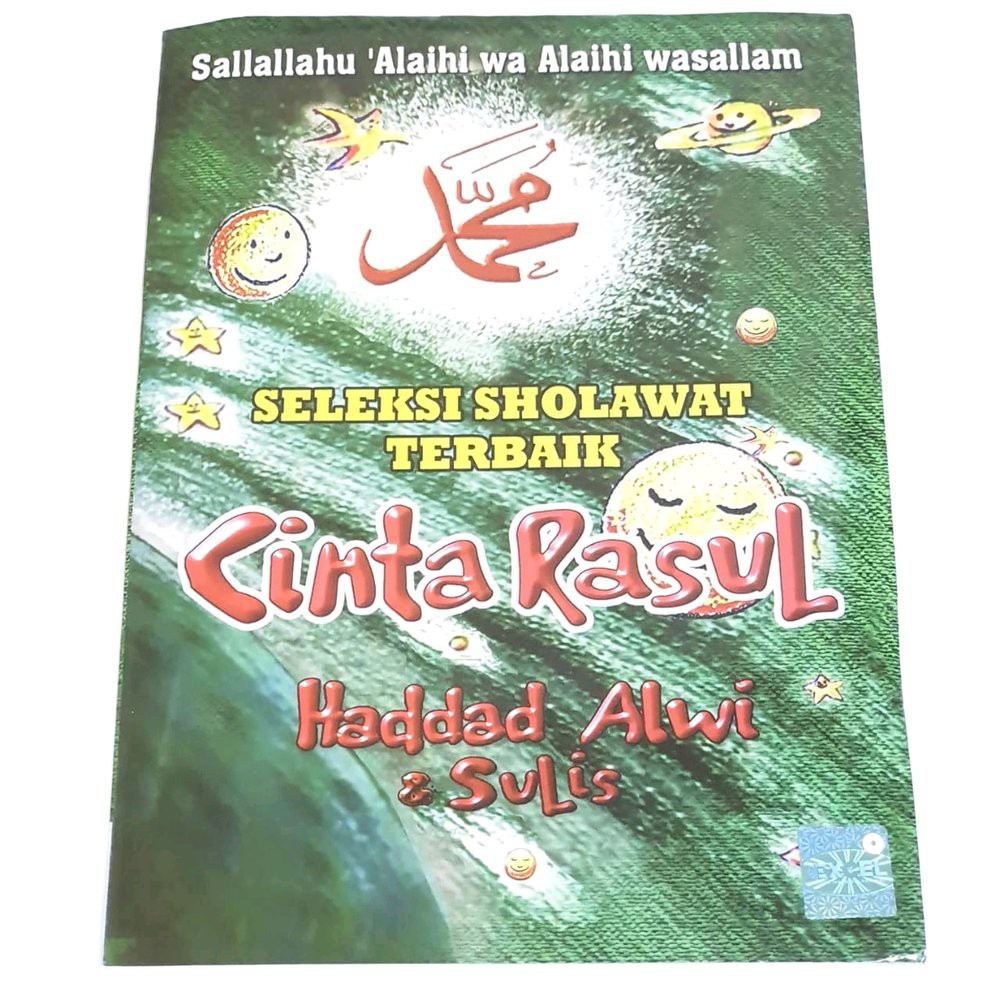 Sallallahu 'Alaihi wa Alaihi wasallam
محمد
SELEKSI SHOLAWAT
TERBAIK
Cinta Rasul
Haddad Alwi
& Sulis